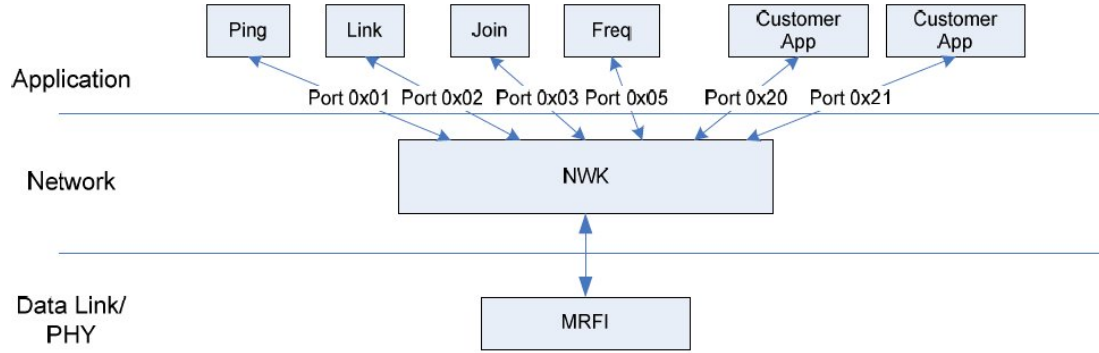 Ping
Link
Join
Freq
Customer
App
Customer
App
Application
Port 0x01
Port 0x02
Port 0x03
Port 0x05
Port 0x20
Port 0x21
Network
NWK
Data Link/
PHY
MRFI